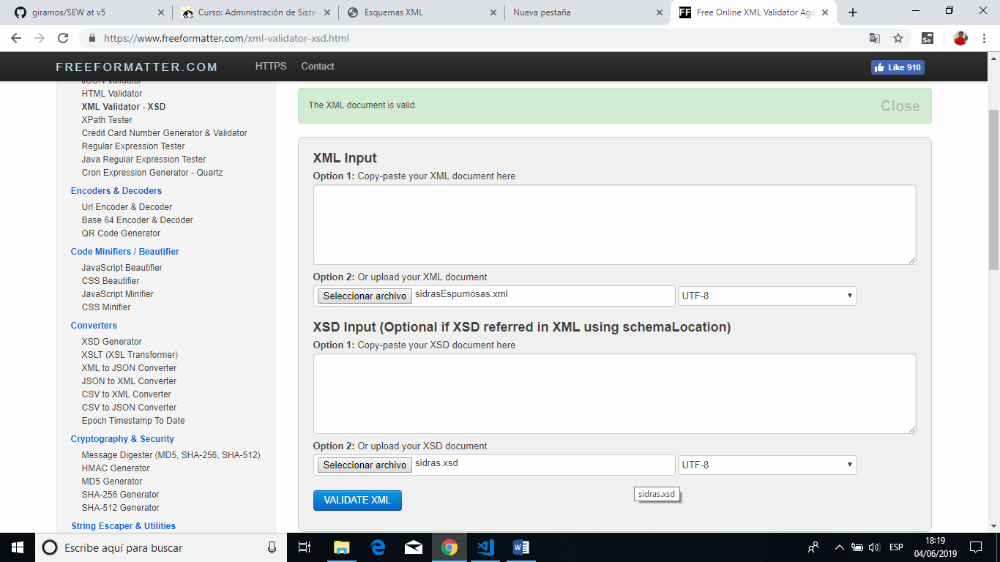 giramos/SEW at v5
Curso: Administración de Siste
Esquemas XML
Nueva pestaña
Free Online XML Validator Aga
https://www.freeformatter.com/xml-validator-xsd.html
FREEFORMATTER.COM
HTTPS
Contact
Like 910
JSON Validator
HTML Validator
XML Validator - XSD
XPath Tester
Credit Card Number Generator & Validator
Regular Expression Tester
Java Regular Expression Tester
Cron Expression Generator - Quartz
Encoders & Decoders
Url Encoder & Decoder
Base 64 Encoder & Decoder
QR Code Generator
Code Minifiers / Beautifier
JavaScript Beautifier
CSS Beautifier
JavaScript Minifier
CSS Minifier
Converters
XSD Generator
XSLT (XSL Transformer)
XML to JSON Converter
JSON to XML Converter
CSV to XML Converter
CSV to JSON Converter
Epoch Timestamp To Date
Cryptography & Security
Message Digester (MD5, SHA-256, SHA-512)
HMAC Generator
MD5 Generator
SHA-256 Generator
SHA-512 Generator
String Escaper & Utilities
The XML document is valid.
Close
XML Input
Option 1: Copy-paste your XML document here
Option 2: Or upload your XML document
Seleccionar archivo sidrasEspumosas.xml
UTF-8
XSD Input (Optional if XSD referred in XML using schemaLocation)
Option 1: Copy-paste your XSD document here
Option 2: Or upload your XSD document
Seleccionar archivo sidras.xsd
UTF-8
VALIDATE XML
sidras.xsd
Escribe aquí para buscar
ESP
18:19
04/06/2019